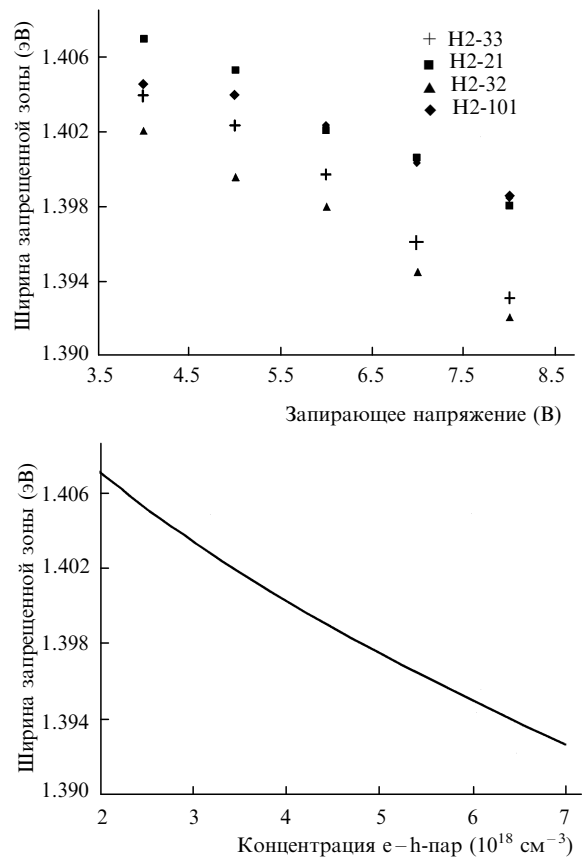 1.406
1.402
1.398
1.394
1.390
Ширина запрещенной зоны (эВ)
H2-33
H2-21
H2-32
H2-101
3.5 4.5 5.5 6.5 7.5 8.5
Запирающее напряжение (В)
1.406
1.402
1.398
1.394
1.390
Ширина запрещенной зоны (эВ)
2 3 4 5 6 7
Концентрация e – h-пар (10¹⁸ см⁻³)